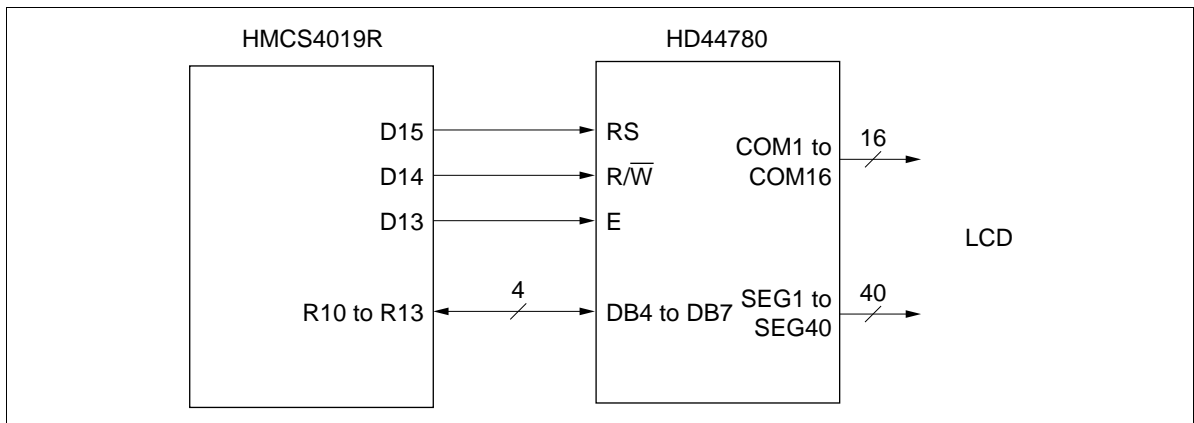 HMCS4019R
HD44780
D15
RS
D14
R/W̅
D13
E
R10 to R13
4
DB4 to DB7
COM1 to
COM16
16
SEG1 to
SEG40
40
LCD